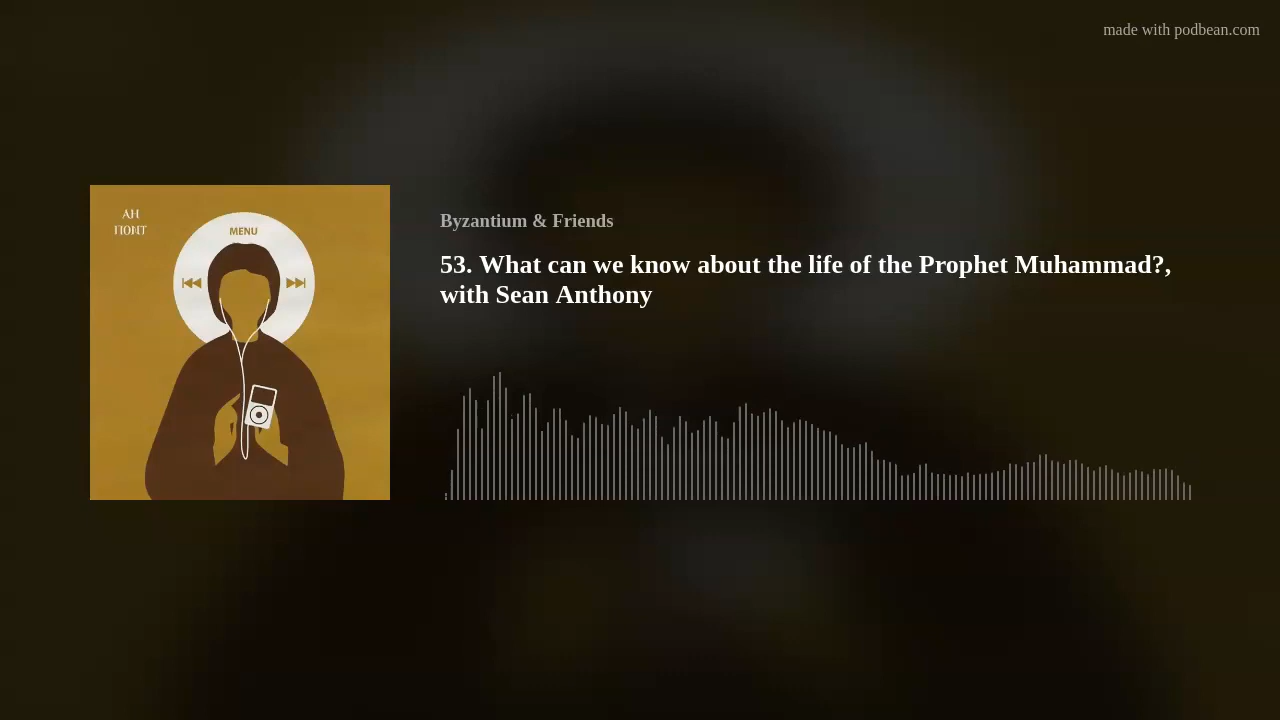 made with podbean.com
ΑΗ
ΠΟΝΤ
MENU
Byzantium & Friends
53. What can we know about the life of the Prophet Muhammad?,
with Sean Anthony